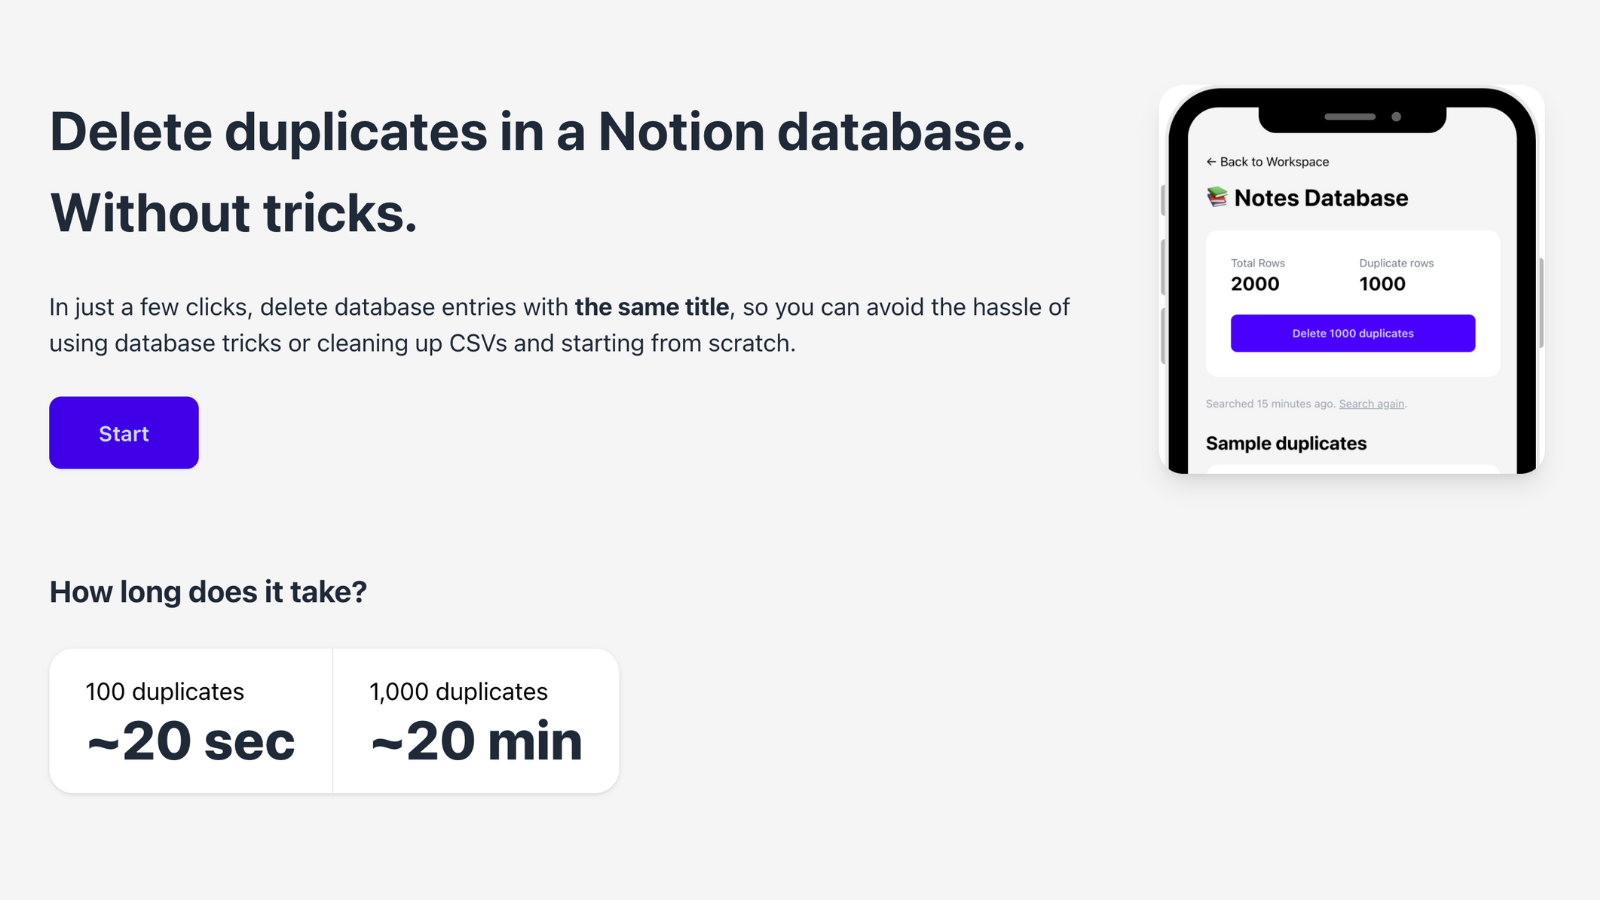 Delete duplicates in a Notion database.
Without tricks.
In just a few clicks, delete database entries with the same title, so you can avoid the hassle of
using database tricks or cleaning up CSVs and starting from scratch.
Start
← Back to Workspace
📚 Notes Database
Total Rows
2000
Duplicate rows
1000
Delete 1000 duplicates
Searched 15 minutes ago. Search again.
Sample duplicates
How long does it take?
100 duplicates
~20 sec
1,000 duplicates
~20 min